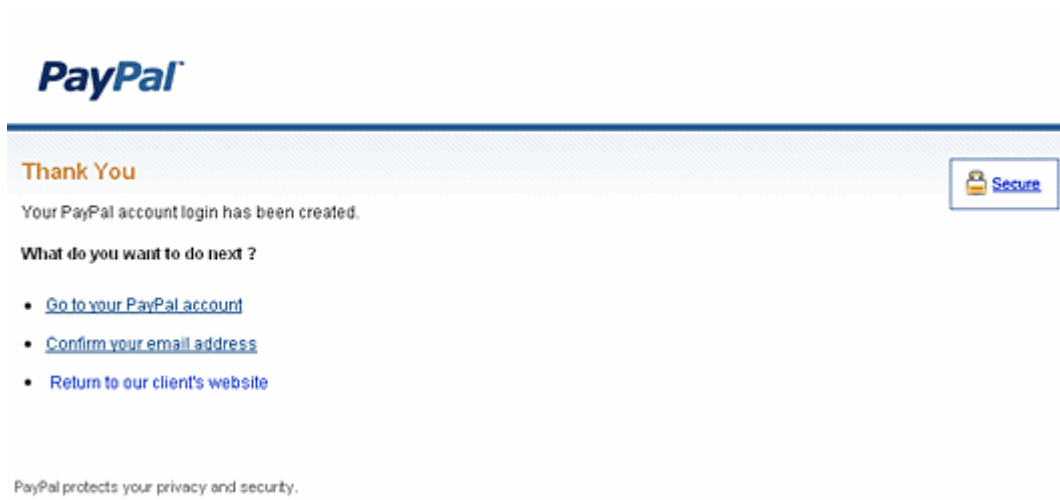 PayPal
Thank You
Secure
Your PayPal account login has been created.
What do you want to do next ?
Go to your PayPal account
Confirm your email address
Return to our client's website
PayPal protects your privacy and security.